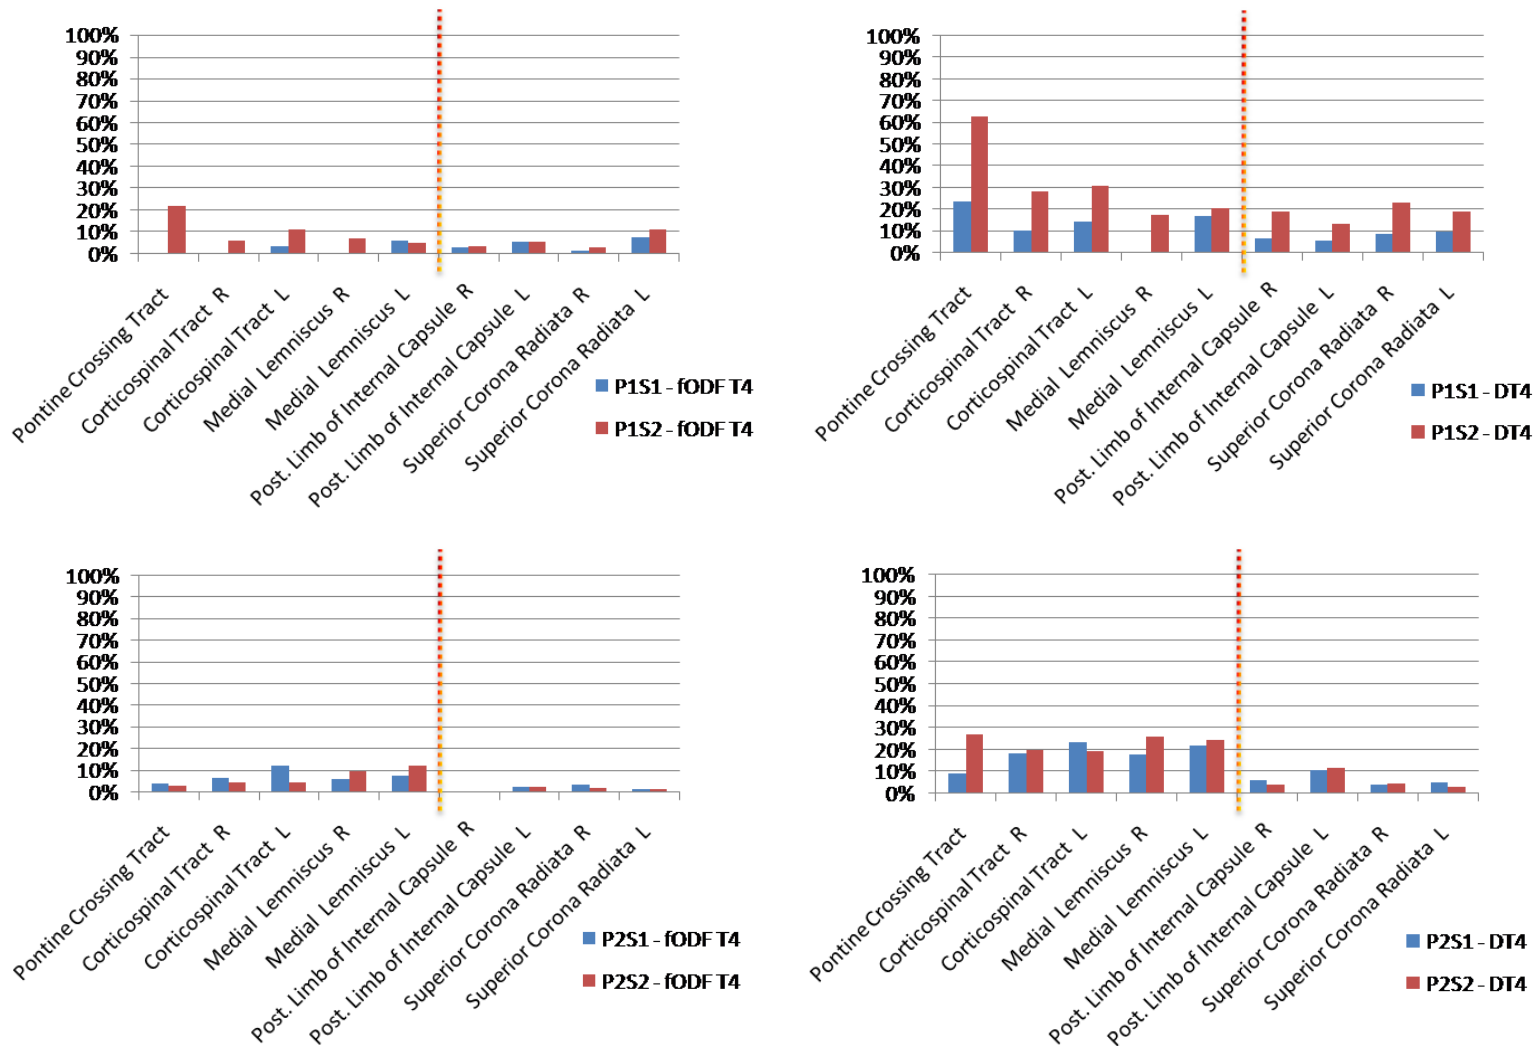 100%
90%
80%
70%
60%
50%
40%
30%
20%
10%
0%
Pontine Crossing Tract
Corticospinal Tract R
Corticospinal Tract L
Medial Lemniscus R
Medial Lemniscus L
Post. Limb of Internal Capsule R
Post. Limb of Internal Capsule L
Superior Corona Radiata R
Superior Corona Radiata L
P1S1 - fODF T4
P1S2 - fODF T4
100%
90%
80%
70%
60%
50%
40%
30%
20%
10%
0%
Pontine Crossing Tract
Corticospinal Tract R
Corticospinal Tract L
Medial Lemniscus R
Medial Lemniscus L
Post. Limb of Internal Capsule R
Post. Limb of Internal Capsule L
Superior Corona Radiata R
Superior Corona Radiata L
P1S1 - DT4
P1S2 - DT4
100%
90%
80%
70%
60%
50%
40%
30%
20%
10%
0%
Pontine Crossing Tract
Corticospinal Tract R
Corticospinal Tract L
Medial Lemniscus R
Medial Lemniscus L
Post. Limb of Internal Capsule R
Post. Limb of Internal Capsule L
Superior Corona Radiata R
Superior Corona Radiata L
P2S1 - fODF T4
P2S2 - fODF T4
100%
90%
80%
70%
60%
50%
40%
30%
20%
10%
0%
Pontine Crossing Tract
Corticospinal Tract R
Corticospinal Tract L
Medial Lemniscus R
Medial Lemniscus L
Post. Limb of Internal Capsule R
Post. Limb of Internal Capsule L
Superior Corona Radiata R
Superior Corona Radiata L
P2S1 - DT4
P2S2 - DT4